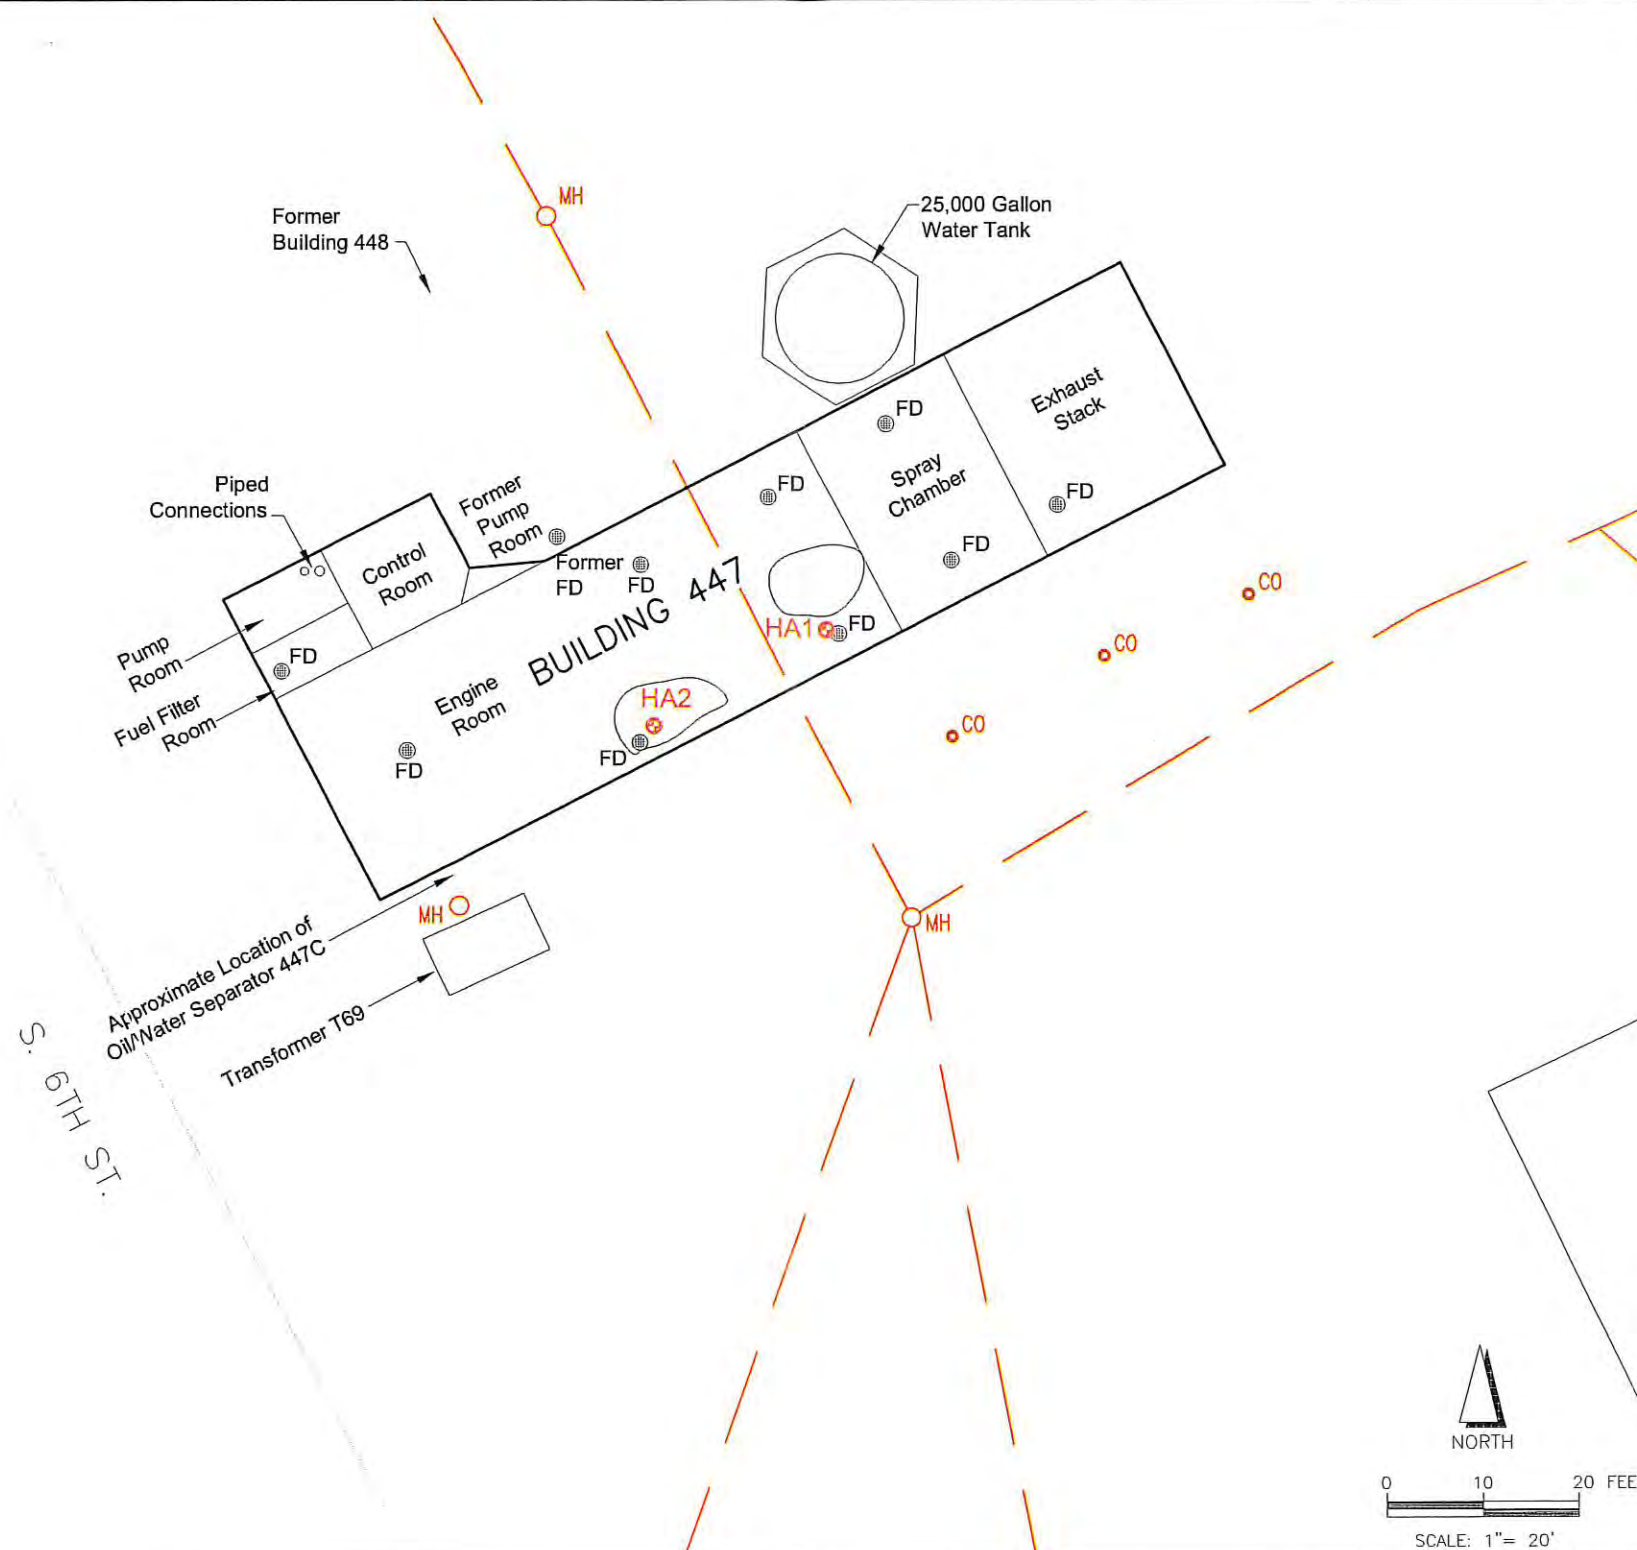 MH
Former
Building 448
25,000 Gallon
Water Tank
Exhaust
Stack
FD
Spray
Chamber
FD
FD
FD
FD
Piped
Connections
Former
Pump
Room
Control
Room
Former
FD
FD
BUILDING 447
HA1
FD
CO
CO
CO
Pump
Room
FD
Fuel Filter
Room
Engine
Room
HA2
FD
FD
MH
MH
Approximate Location of
Oil/Water Separator 447C
Transformer T69
S. 6TH ST.
NORTH
0 10 20 FEE
SCALE: 1"= 20'